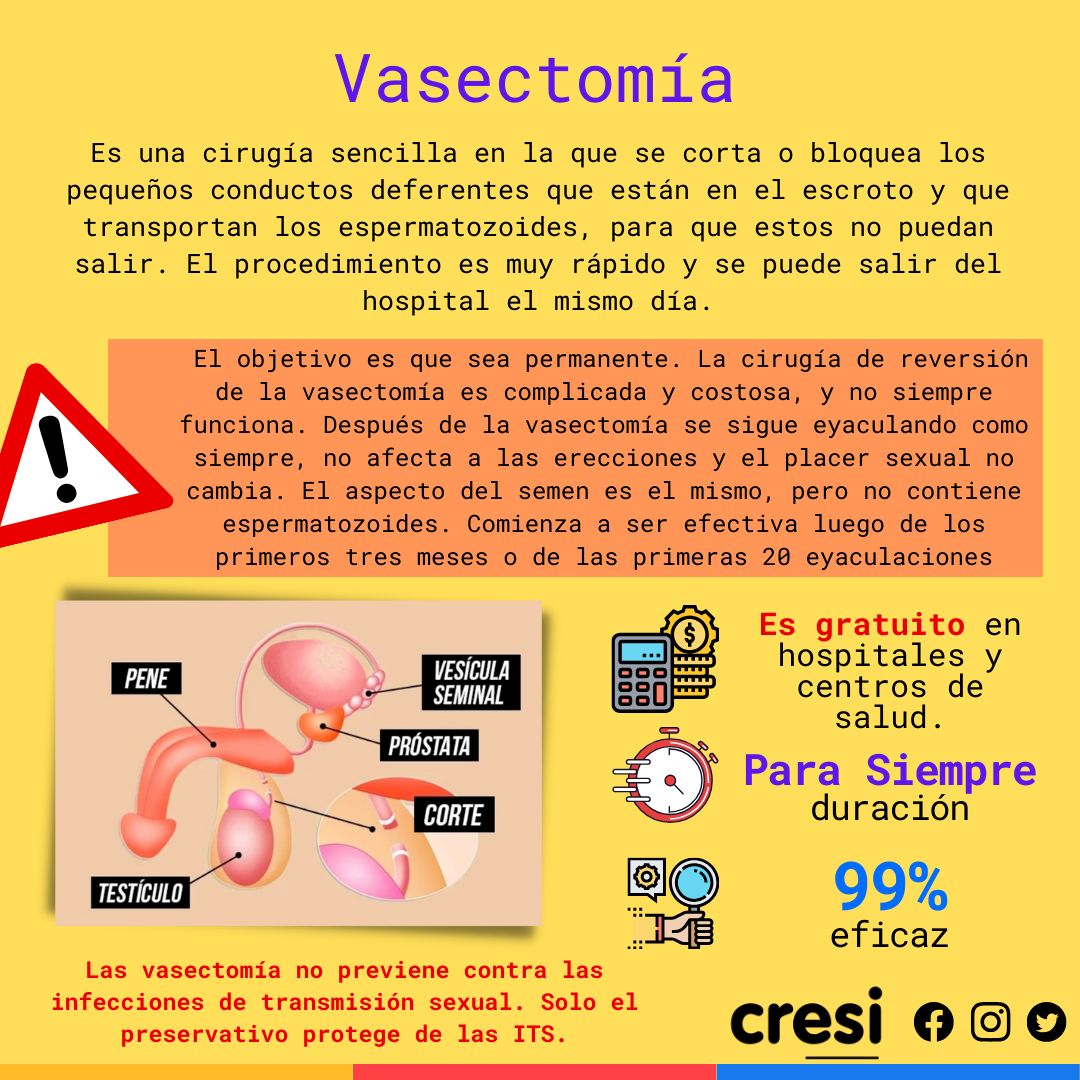 Vasectomía
Es una cirugía sencilla en la que se corta o bloquea los
pequeños conductos deferentes que están en el escroto y que
transportan los espermatozoides, para que estos no puedan
salir. El procedimiento es muy rápido y se puede salir del
hospital el mismo día.
El objetivo es que sea permanente. La cirugía de reversión
de la vasectomía es complicada y costosa, y no siempre
funciona. Después de la vasectomía se sigue eyaculando como
siempre, no afecta a las erecciones y el placer sexual no
cambia. El aspecto del semen es el mismo, pero no contiene
espermatozoides. Comienza a ser efectiva luego de los
primeros tres meses o de las primeras 20 eyaculaciones
PENE
VESÍCULA
SEMINAL
PRÓSTATA
CORTE
TESTÍCULO
Es gratuito en
hospitales y
centros de
salud.
Para Siempre
duración
99%
eficaz
Las vasectomía no previene contra las
infecciones de transmisión sexual. Solo el
preservativo protege de las ITS.
cresi